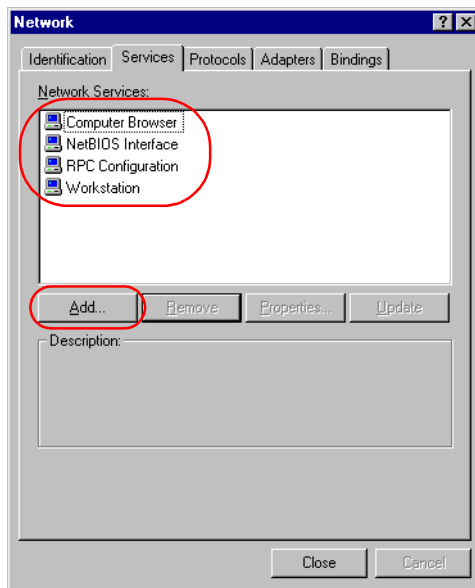 Network
Identification Services Protocols Adapters Bindings
Network Services:
Computer Browser
NetBIOS Interface
RPC Configuration
Workstation
Add... Remove Properties... Update
Description:
Close Cancel